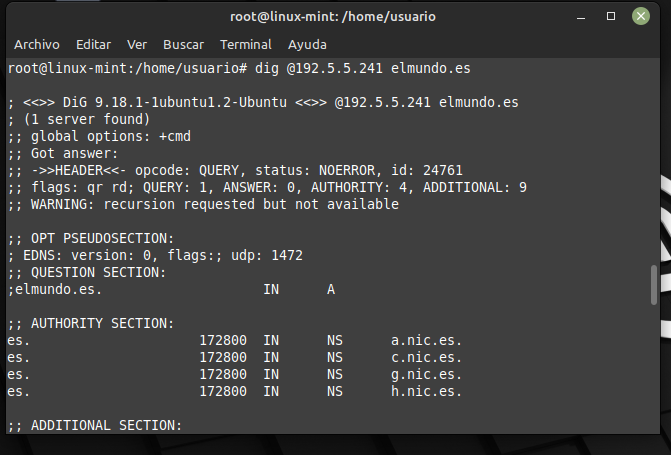 root@linux-mint: /home/usuario
Archivo Editar Ver Buscar Terminal Ayuda
root@linux-mint:/home/usuario# dig @192.5.5.241 elmundo.es
; <<>> DiG 9.18.1-1ubuntu1.2-Ubuntu <<>> @192.5.5.241 elmundo.es
; (1 server found)
;; global options: +cmd
;; Got answer:
;; ->>HEADER<<- opcode: QUERY, status: NOERROR, id: 24761
;; flags: qr rd; QUERY: 1, ANSWER: 0, AUTHORITY: 4, ADDITIONAL: 9
;; WARNING: recursion requested but not available
;; OPT PSEUDOSECTION:
; EDNS: version: 0, flags:; udp: 1472
;; QUESTION SECTION:
;elmundo.es. IN A
;; AUTHORITY SECTION:
es. 172800 IN NS a.nic.es.
es. 172800 IN NS c.nic.es.
es. 172800 IN NS g.nic.es.
es. 172800 IN NS h.nic.es.
;; ADDITIONAL SECTION: